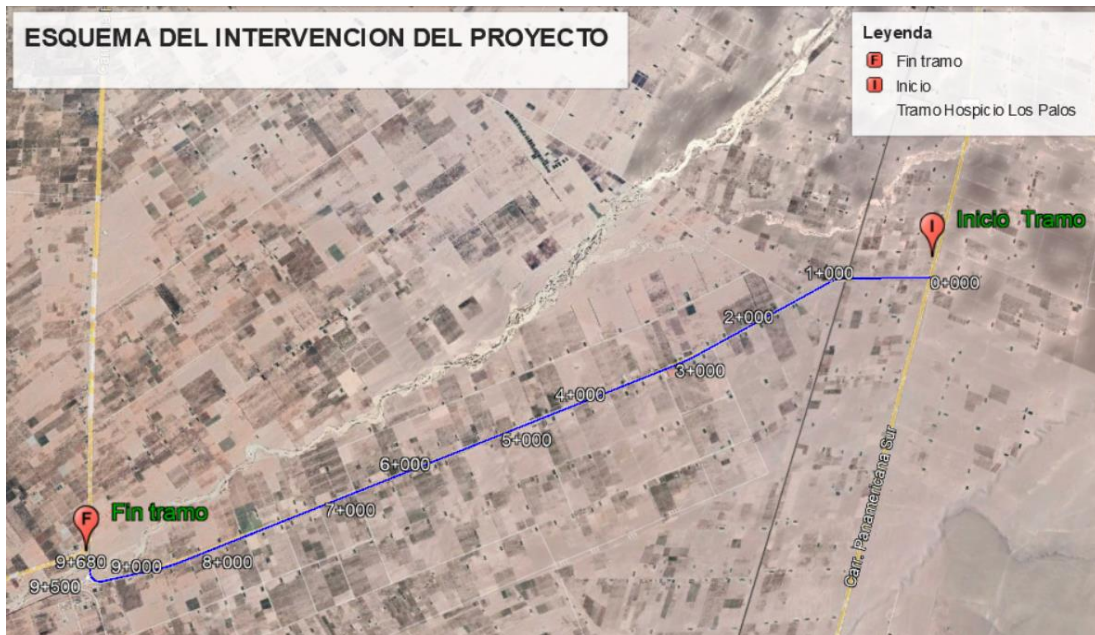 ESQUEMA DEL INTERVENCION DEL PROYECTO
Leyenda
F Fin tramo
I Inicio
Tramo Hospicio Los Palos
I Inicio Tramo
1+000
0+000
2+000
3+000
4+000
5+000
6+000
7+000
Carr. Panamericana Sur
F Fin tramo
8+000
9+680
9+000
9+500